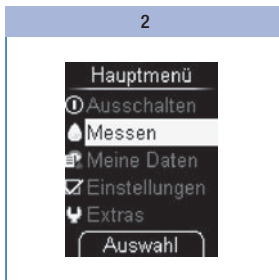 2
Hauptmenü
Ausschalten
Messen
Meine Daten
Einstellungen
Extras
Auswahl